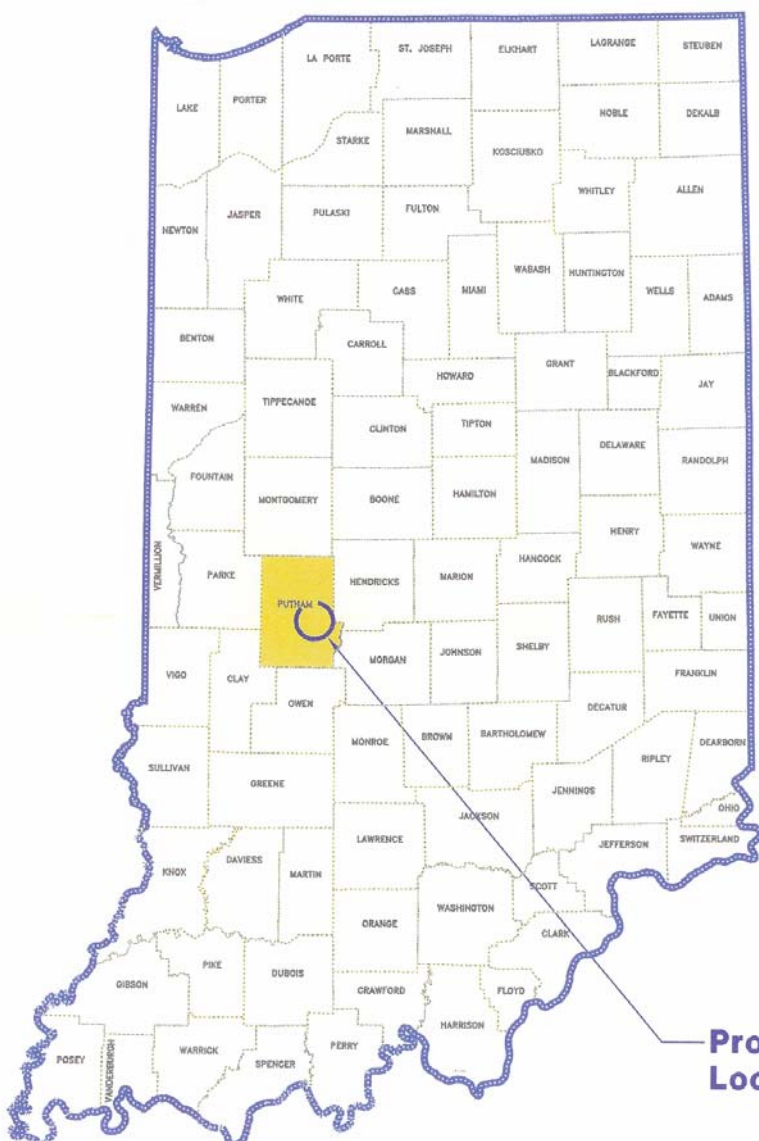 LA PORTE
ST. JOSEPH
ELKHART
LAGRANGE
STEUBEN
LAKE
PORTER
NOBLE
DEKALB
STARKE
MARSHALL
KOSCIUSKO
WHITLEY
ALLEN
NEWTON
JASPER
PULASKI
FULTON
WABASH
HUNTINGTON
WHITE
CASS
MIAMI
WELLS
ADAMS
BENTON
CARROLL
HOWARD
GRANT
BLACKFORD
JAY
WARREN
TIPPECANOE
CLINTON
TIPTON
MADISON
DELAWARE
RANDOLPH
FOUNTAIN
MONTGOMERY
BOONE
HAMILTON
HENRY
WAYNE
VERMILLION
PARKE
PUTNAM
HENDRICKS
MARION
HANCOCK
RUSH
FAYETTE
UNION
VIGO
CLAY
OWEN
MORGAN
JOHNSON
SHELBY
FRANKLIN
DECATUR
SULLIVAN
GREENE
MONROE
BROWN
BARTHOLOMEW
RIPLEY
DEARBORN
JENNINGS
OHIO
JACKSON
KNOX
DAVIESS
MARTIN
LAWRENCE
JEFFERSON
SWITZERLAND
SCOTT
ORANGE
WASHINGTON
CLARK
GIBSON
PIKE
DUBOIS
CRAWFORD
HARRISON
FLOYD
POSEY
VANDERBURGH
WARRICK
SPENCER
PERRY
Pro
Loc